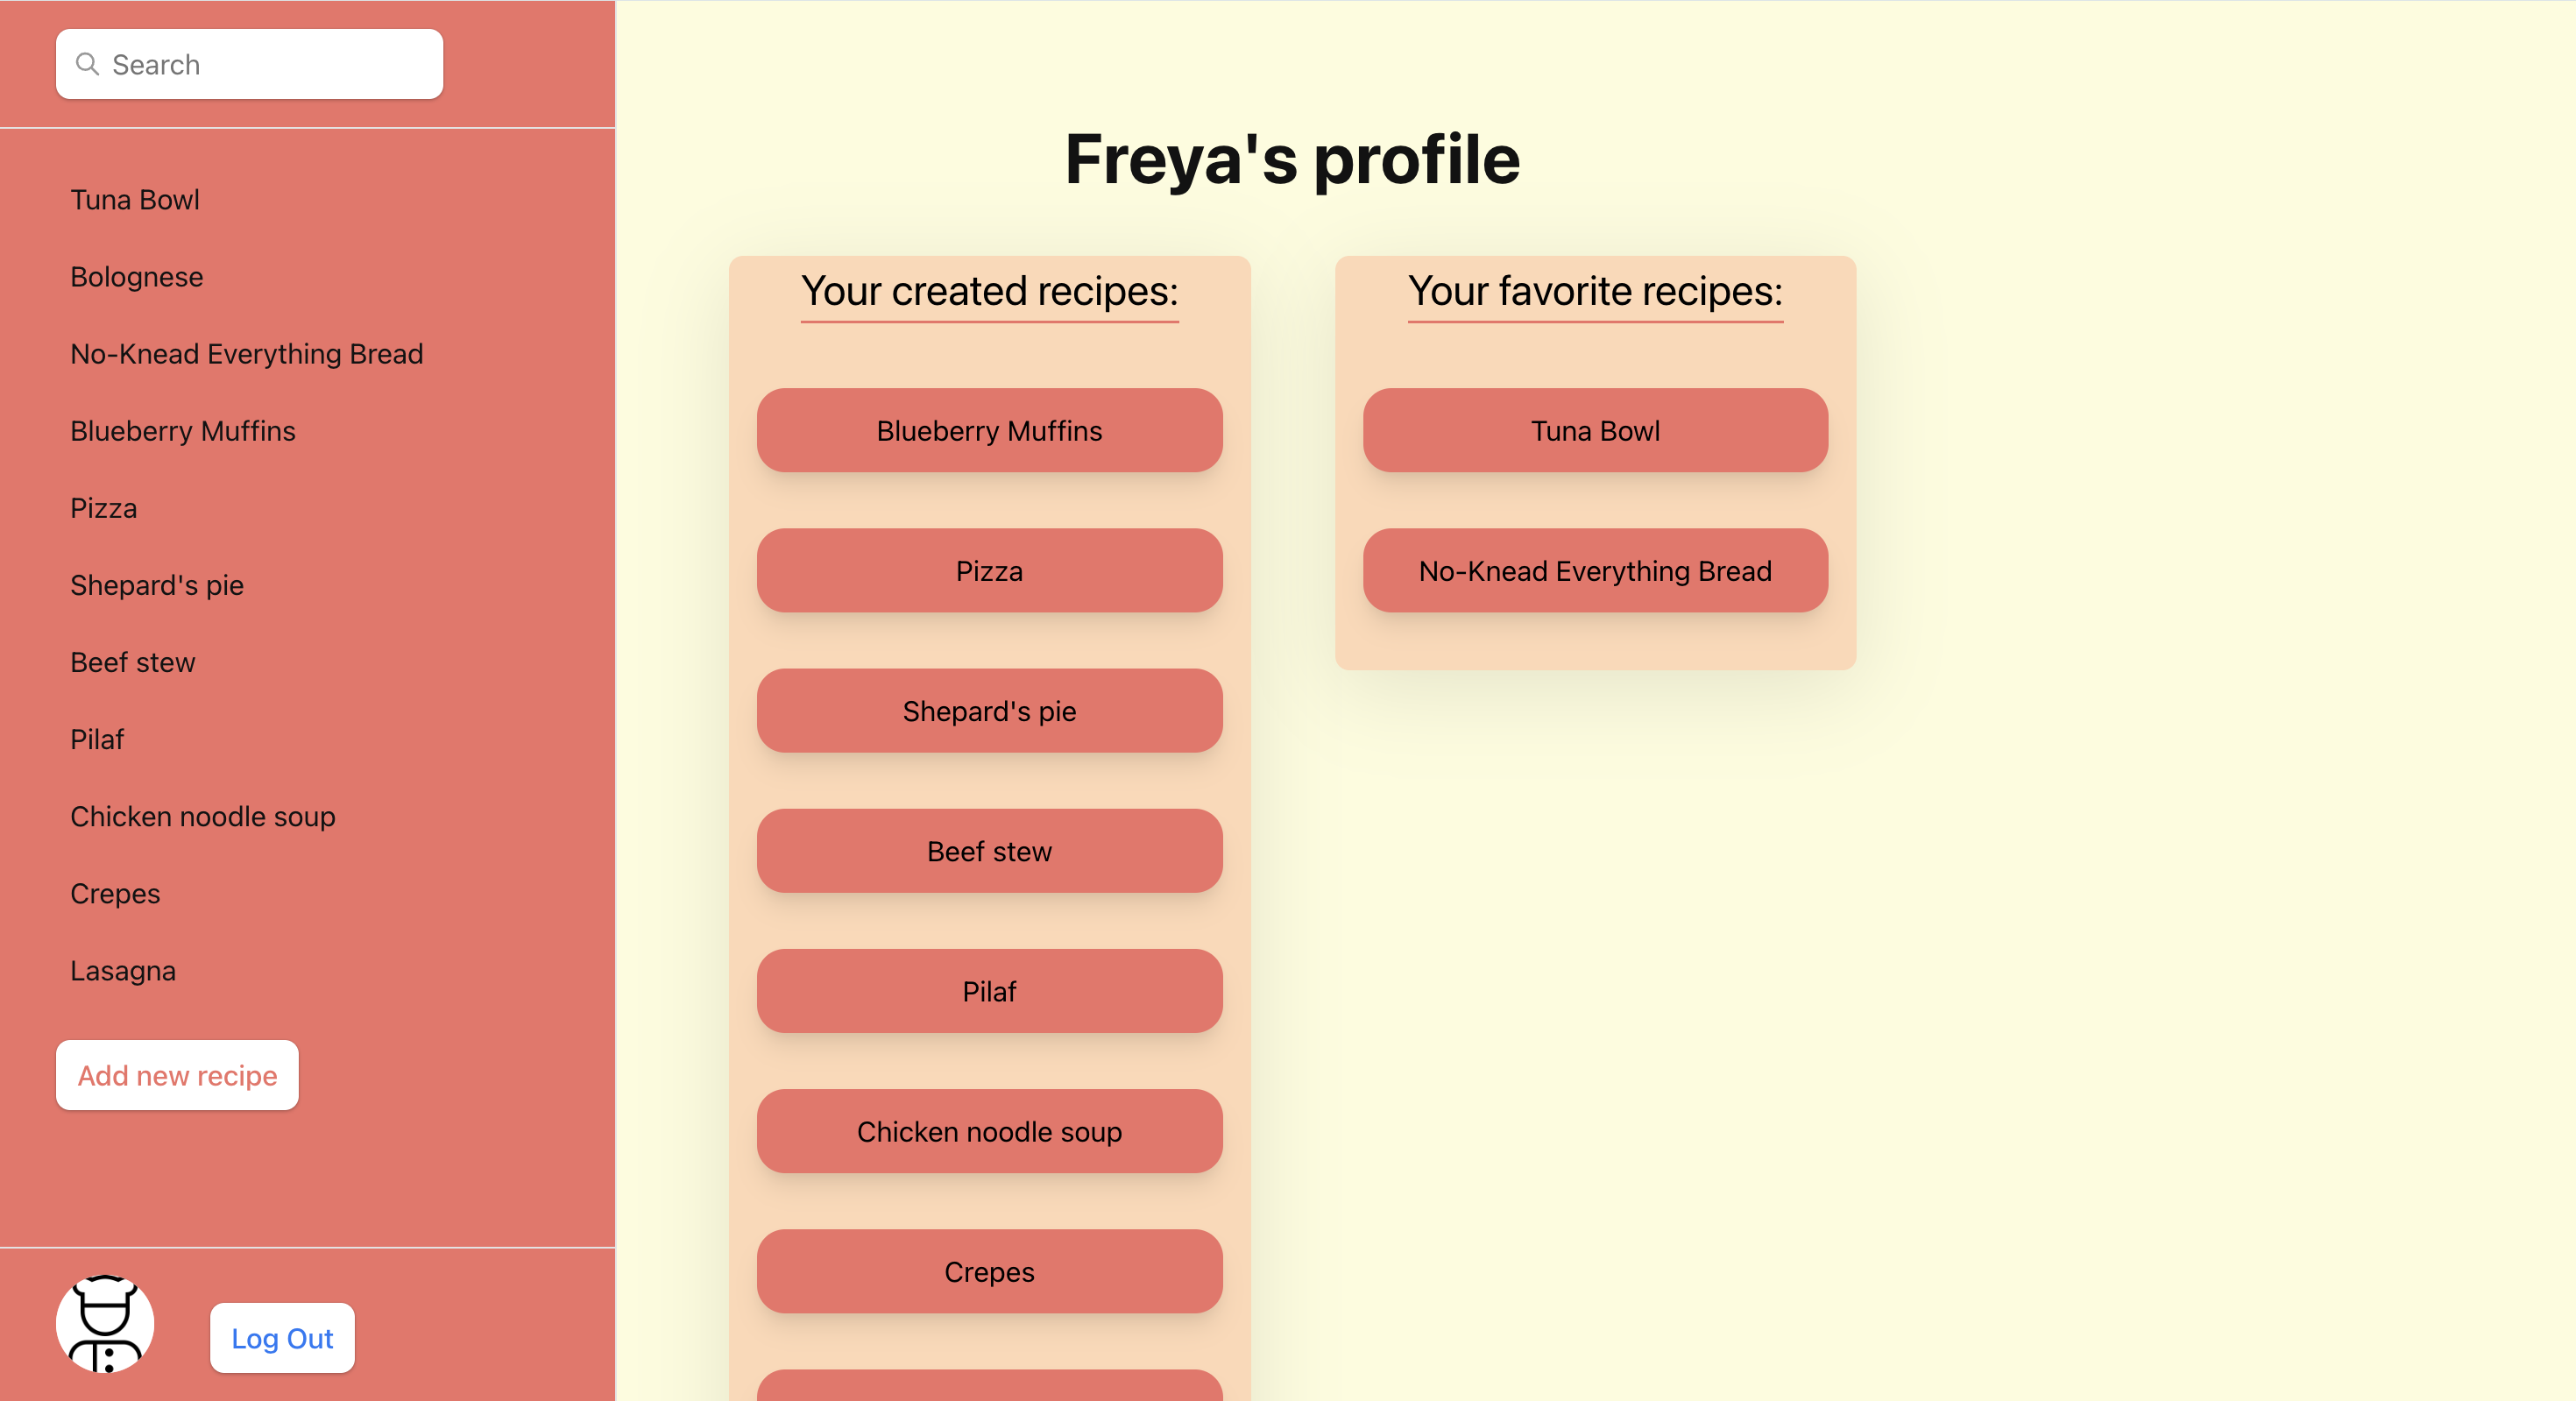 Search
Tuna Bowl
Bolognese
No-Knead Everything Bread
Blueberry Muffins
Pizza
Shepard's pie
Beef stew
Pilaf
Chicken noodle soup
Crepes
Lasagna
Add new recipe
Log Out
Freya's profile
Your created recipes:
Blueberry Muffins
Pizza
Shepard's pie
Beef stew
Pilaf
Chicken noodle soup
Crepes
Your favorite recipes:
Tuna Bowl
No-Knead Everything Bread